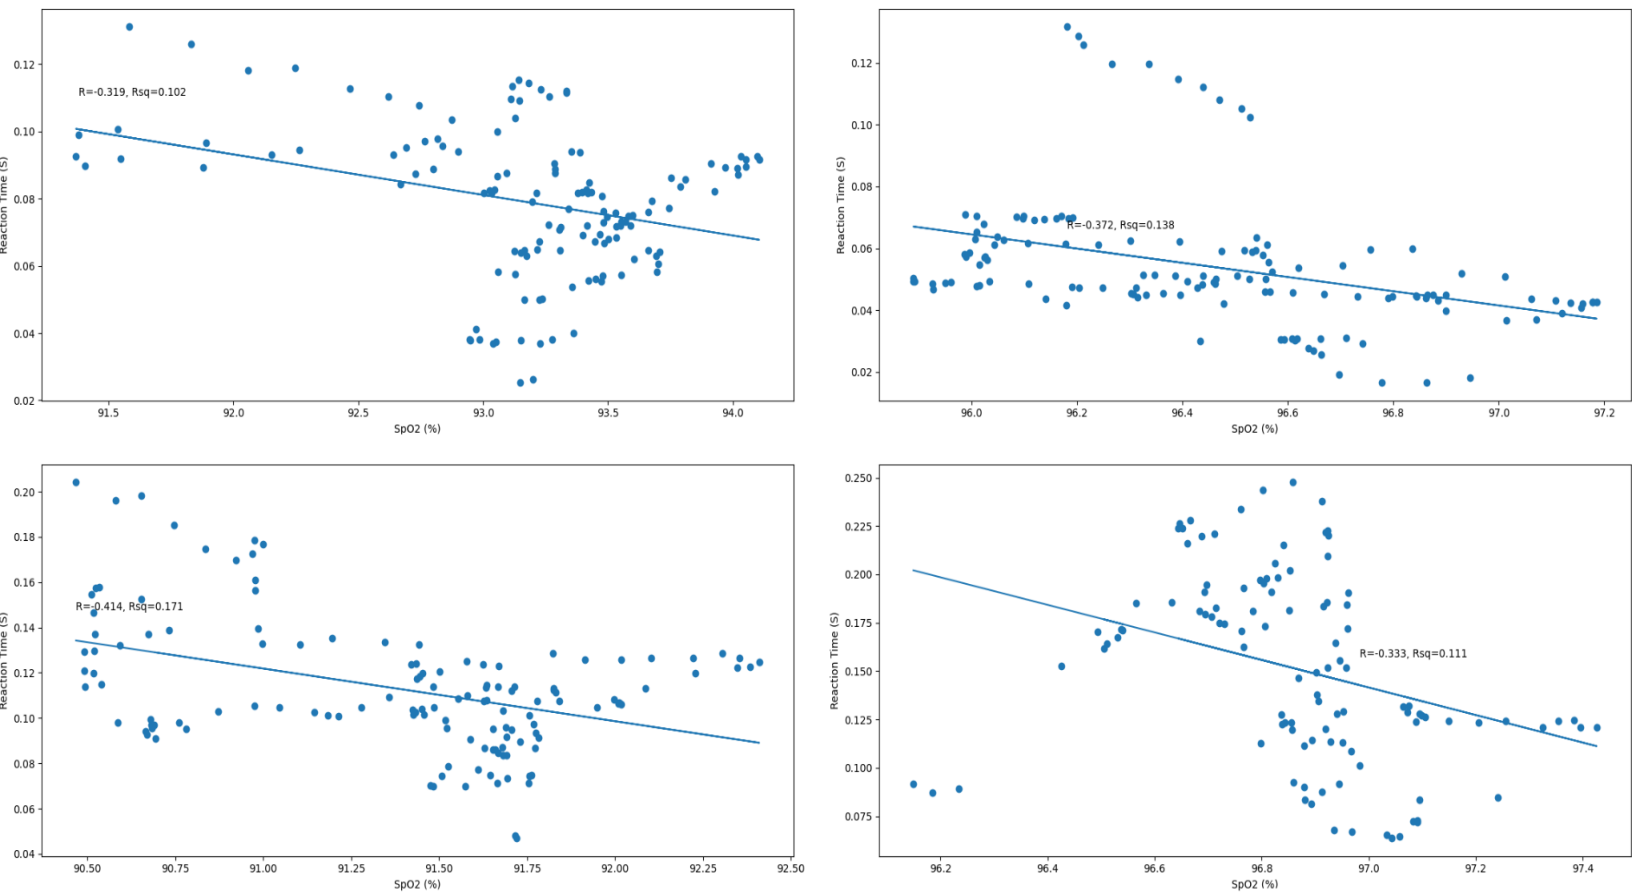 0.12
0.10
0.08
0.06
0.04
0.02
Reaction Time (S)
R=-0.319, Rsq=0.102
91.5 92.0 92.5 93.0 93.5 94.0
SpO2 (%)
0.12
0.10
0.08
0.06
0.04
0.02
Reaction Time (S)
R=-0.372, Rsq=0.138
96.0 96.2 96.4 96.6 96.8 97.0 97.2
SpO2 (%)
0.20
0.18
0.16
0.14
0.12
0.10
0.08
0.06
0.04
Reaction Time (S)
R=-0.414, Rsq=0.171
90.50 90.75 91.00 91.25 91.50 91.75 92.00 92.25 92.50
SpO2 (%)
0.250
0.225
0.200
0.175
0.150
0.125
0.100
0.075
Reaction Time (S)
R=-0.333, Rsq=0.111
96.2 96.4 96.6 96.8 97.0 97.2 97.4
SpO2 (%)